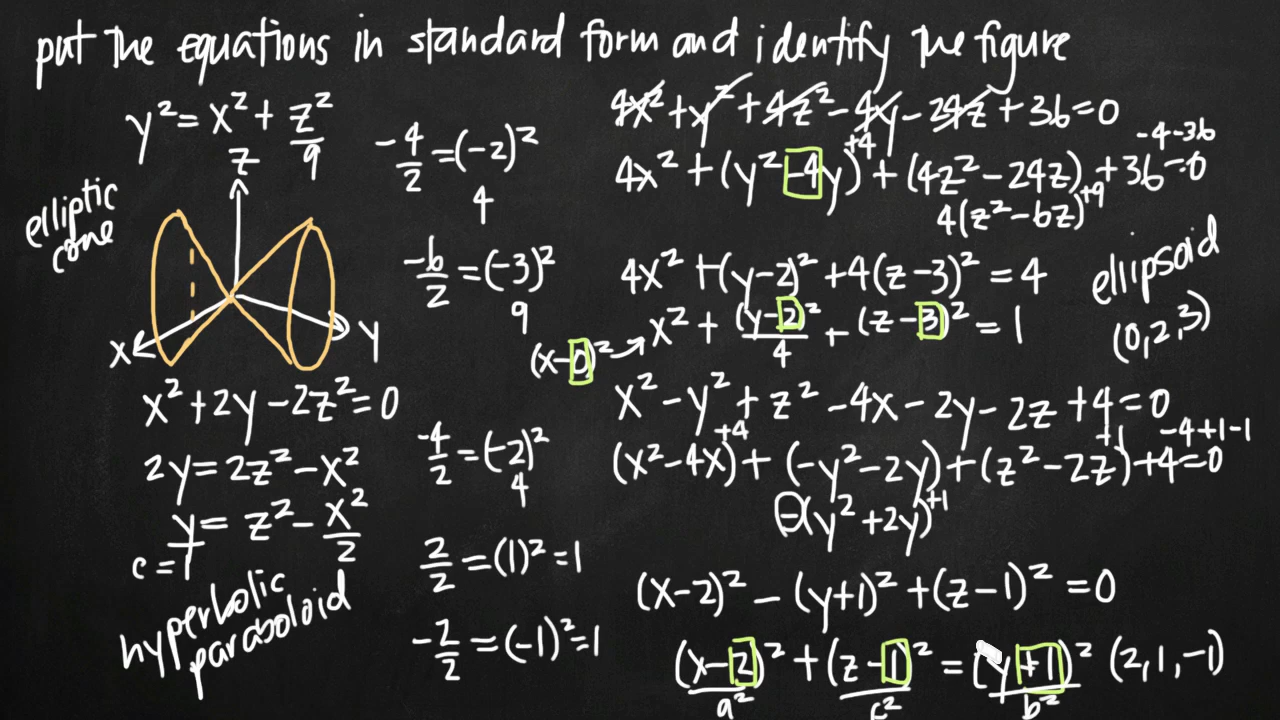 put the equations in standard form and identify the figure
y² = x² + z²/9
elliptic cone
z
x
y
x² + 2y - 2z² = 0
2y = 2z² - x²
y/1 = z² - x²/2
c = 1
hyperbolic paraboloid
-4/2 = (-2)²
4
-6/2 = (-3)²
9
-4/2 = (-2)²
4
2/2 = (1)² = 1
-2/2 = (-1)² = 1
4x² + y² + 4z² - 4y - 24z + 36 = 0
4x² + (y² - 4y)+4 + (4z² - 24z) + 36 = 0 -4-36
4(z² - 6z)+9
4x² + (y-2)² + 4(z-3)² = 4
x² + (y-2)²/4 + (z-3)² = 1
(x-0)²
ellipsoid
(0,2,3)
x² - y² + z² - 4x - 2y - 2z + 4 = 0
(x² - 4x)+4 + (-y² - 2y) + (z² - 2z)+1 + 4 = 0 -4+1-1
-(y² + 2y)+1
(x-2)² - (y+1)² + (z-1)² = 0
(x-2)²/a² + (z-1)²/c² = (y+1)²/b² (2,1,-1)